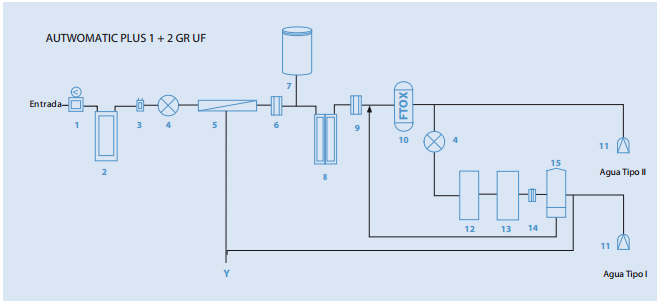 AUTWOMATIC PLUS 1 + 2 GR UF
7
Entrada
FTOX
1
3
4
5
6
9
10
4
11
2
8
15
Agua Tipo II
12
13
14
11
Y
Agua Tipo I